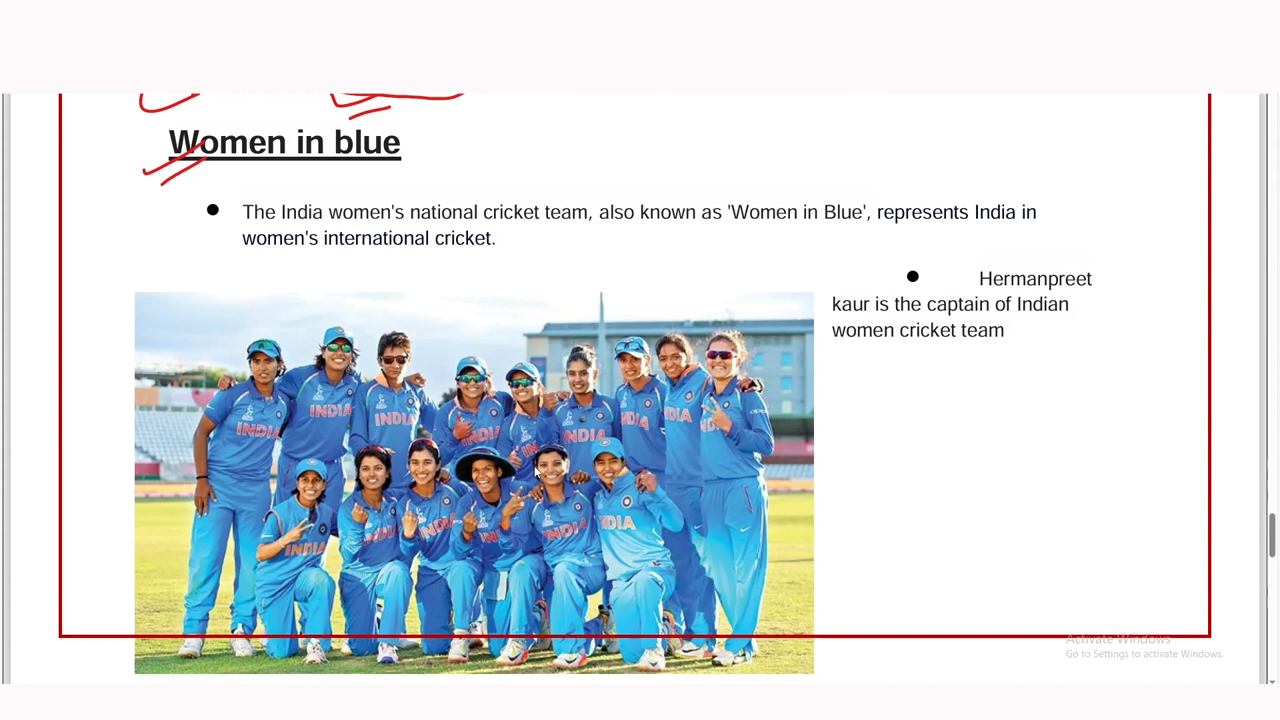 Women in blue
The India women's national cricket team, also known as 'Women in Blue', represents India in
women's international cricket.
Hermanpreet
kaur is the captain of Indian
women cricket team
INDIA
INDIA
INDIA
INDIA
INDIA
INDIA
INDIA
INDIA
INDIA
INDIA
Activate Windows
Go to Settings to activate Windows.